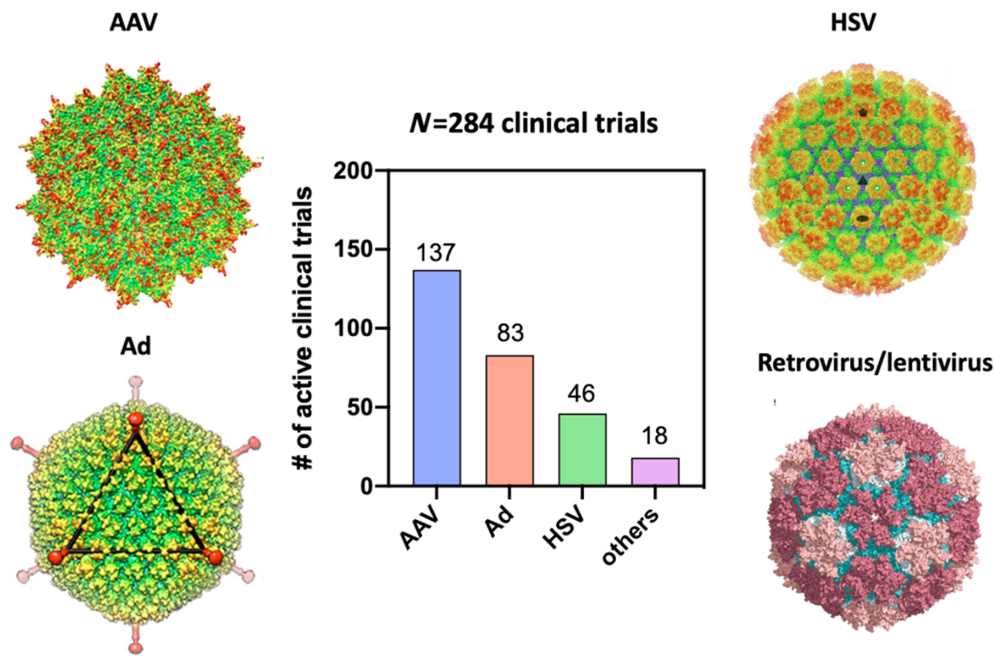 AAV
HSV
N=284 clinical trials
# of active clinical trials
200
150
100
50
0
137
83
46
18
AAV
Ad
HSV
others
Ad
Retrovirus/lentivirus